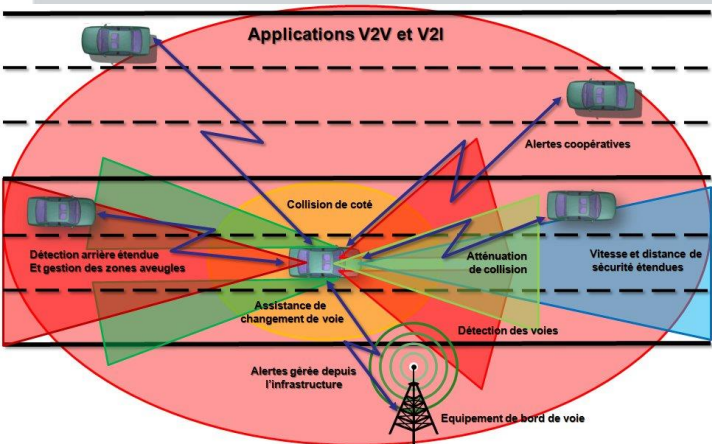 Applications V2V et V2I
Alertes coopératives
Collision de coté
Détection arrière étendue
Et gestion des zones aveugles
Atténuation
de collision
Vitesse et distance de
sécurité étendues
Assistance de
changement de voie
Détection des voies
Alertes gérée depuis
l'infrastructure
Equipement de bord de voie